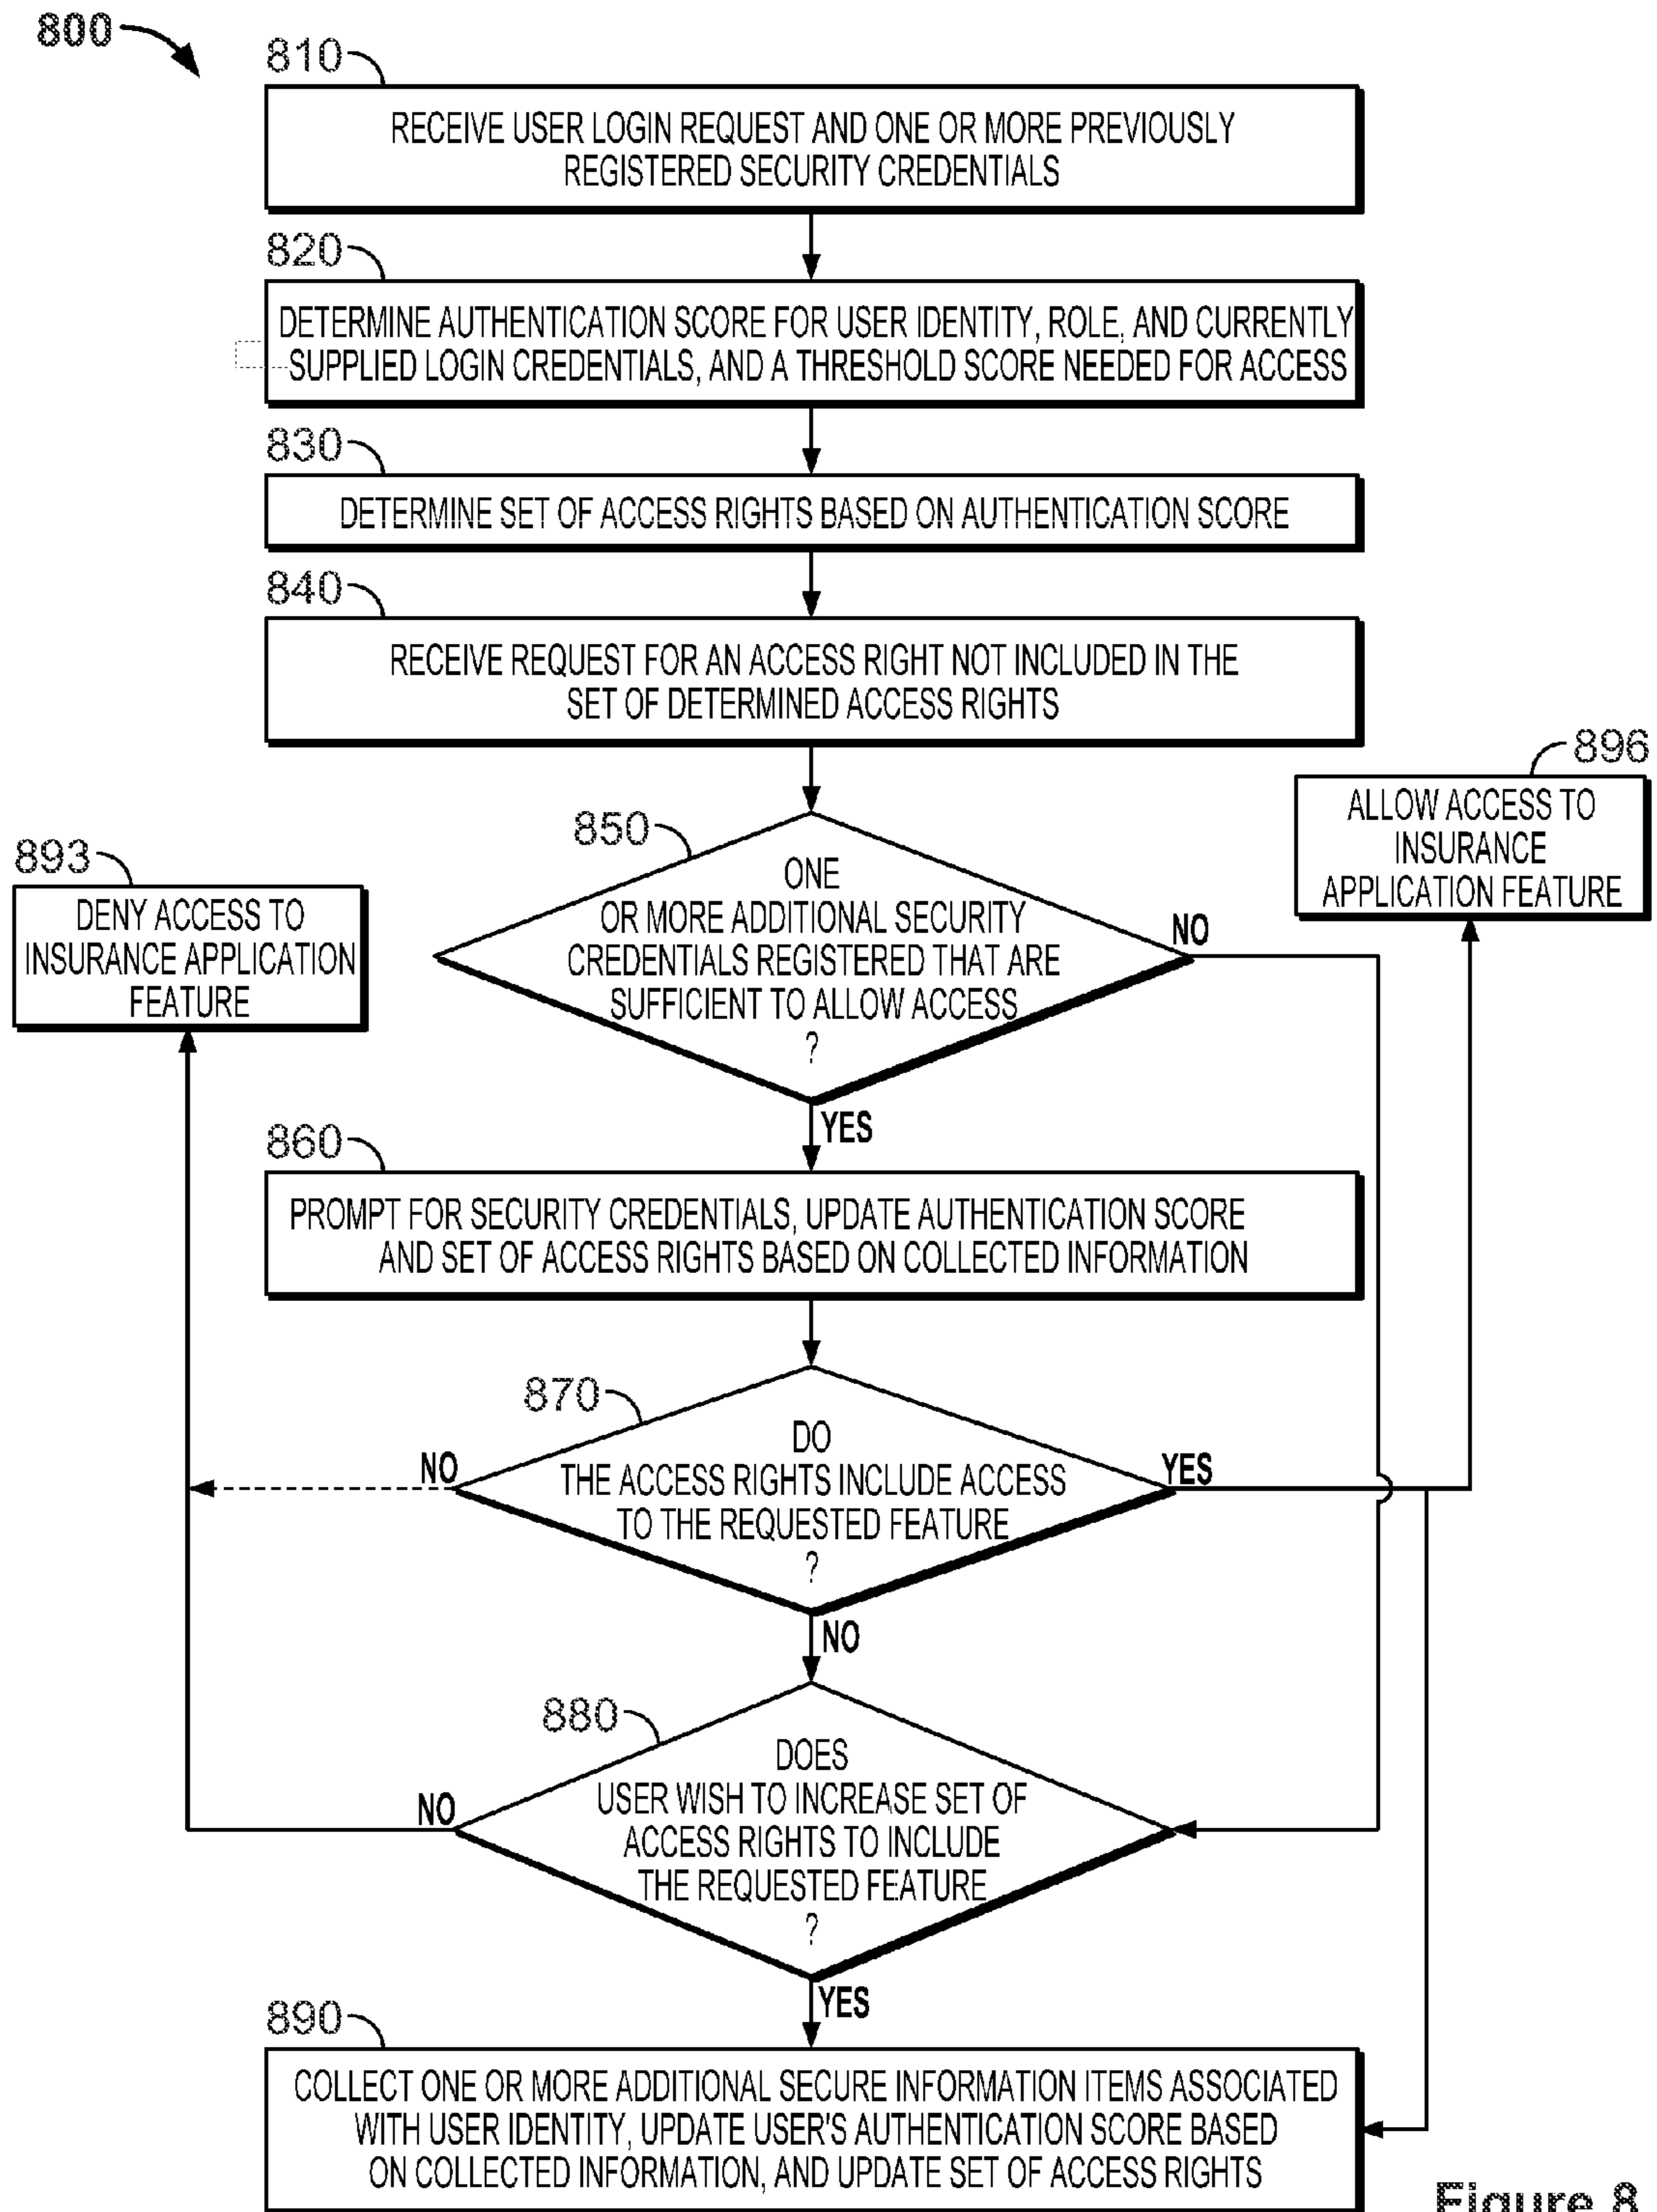 800
810
RECEIVE USER LOGIN REQUEST AND ONE OR MORE PREVIOUSLY
REGISTERED SECURITY CREDENTIALS
820
DETERMINE AUTHENTICATION SCORE FOR USER IDENTITY, ROLE, AND CURRENTLY
SUPPLIED LOGIN CREDENTIALS, AND A THRESHOLD SCORE NEEDED FOR ACCESS
830
DETERMINE SET OF ACCESS RIGHTS BASED ON AUTHENTICATION SCORE
840
RECEIVE REQUEST FOR AN ACCESS RIGHT NOT INCLUDED IN THE
SET OF DETERMINED ACCESS RIGHTS
896
ALLOW ACCESS TO
INSURANCE
APPLICATION FEATURE
850
ONE
OR MORE ADDITIONAL SECURITY
CREDENTIALS REGISTERED THAT ARE
SUFFICIENT TO ALLOW ACCESS
?
NO
YES
893
DENY ACCESS TO
INSURANCE APPLICATION
FEATURE
860
PROMPT FOR SECURITY CREDENTIALS, UPDATE AUTHENTICATION SCORE
AND SET OF ACCESS RIGHTS BASED ON COLLECTED INFORMATION
870
DO
THE ACCESS RIGHTS INCLUDE ACCESS
TO THE REQUESTED FEATURE
?
NO
YES
NO
880
DOES
USER WISH TO INCREASE SET OF
ACCESS RIGHTS TO INCLUDE
THE REQUESTED FEATURE
?
NO
YES
890
COLLECT ONE OR MORE ADDITIONAL SECURE INFORMATION ITEMS ASSOCIATED
WITH USER IDENTITY, UPDATE USER'S AUTHENTICATION SCORE BASED
ON COLLECTED INFORMATION, AND UPDATE SET OF ACCESS RIGHTS
Figure 8